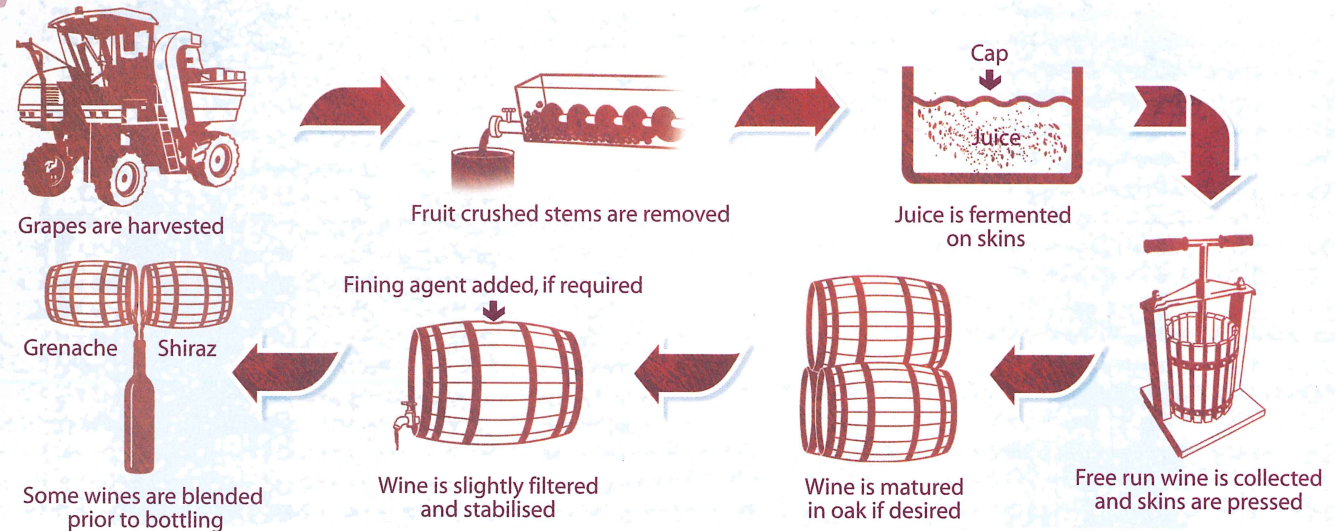 Grapes are harvested
Fruit crushed stems are removed
Cap
Juice
Juice is fermented
on skins
Free run wine is collected
and skins are pressed
Wine is matured
in oak if desired
Fining agent added, if required
Wine is slightly filtered
and stabilised
Grenache
Shiraz
Some wines are blended
prior to bottling